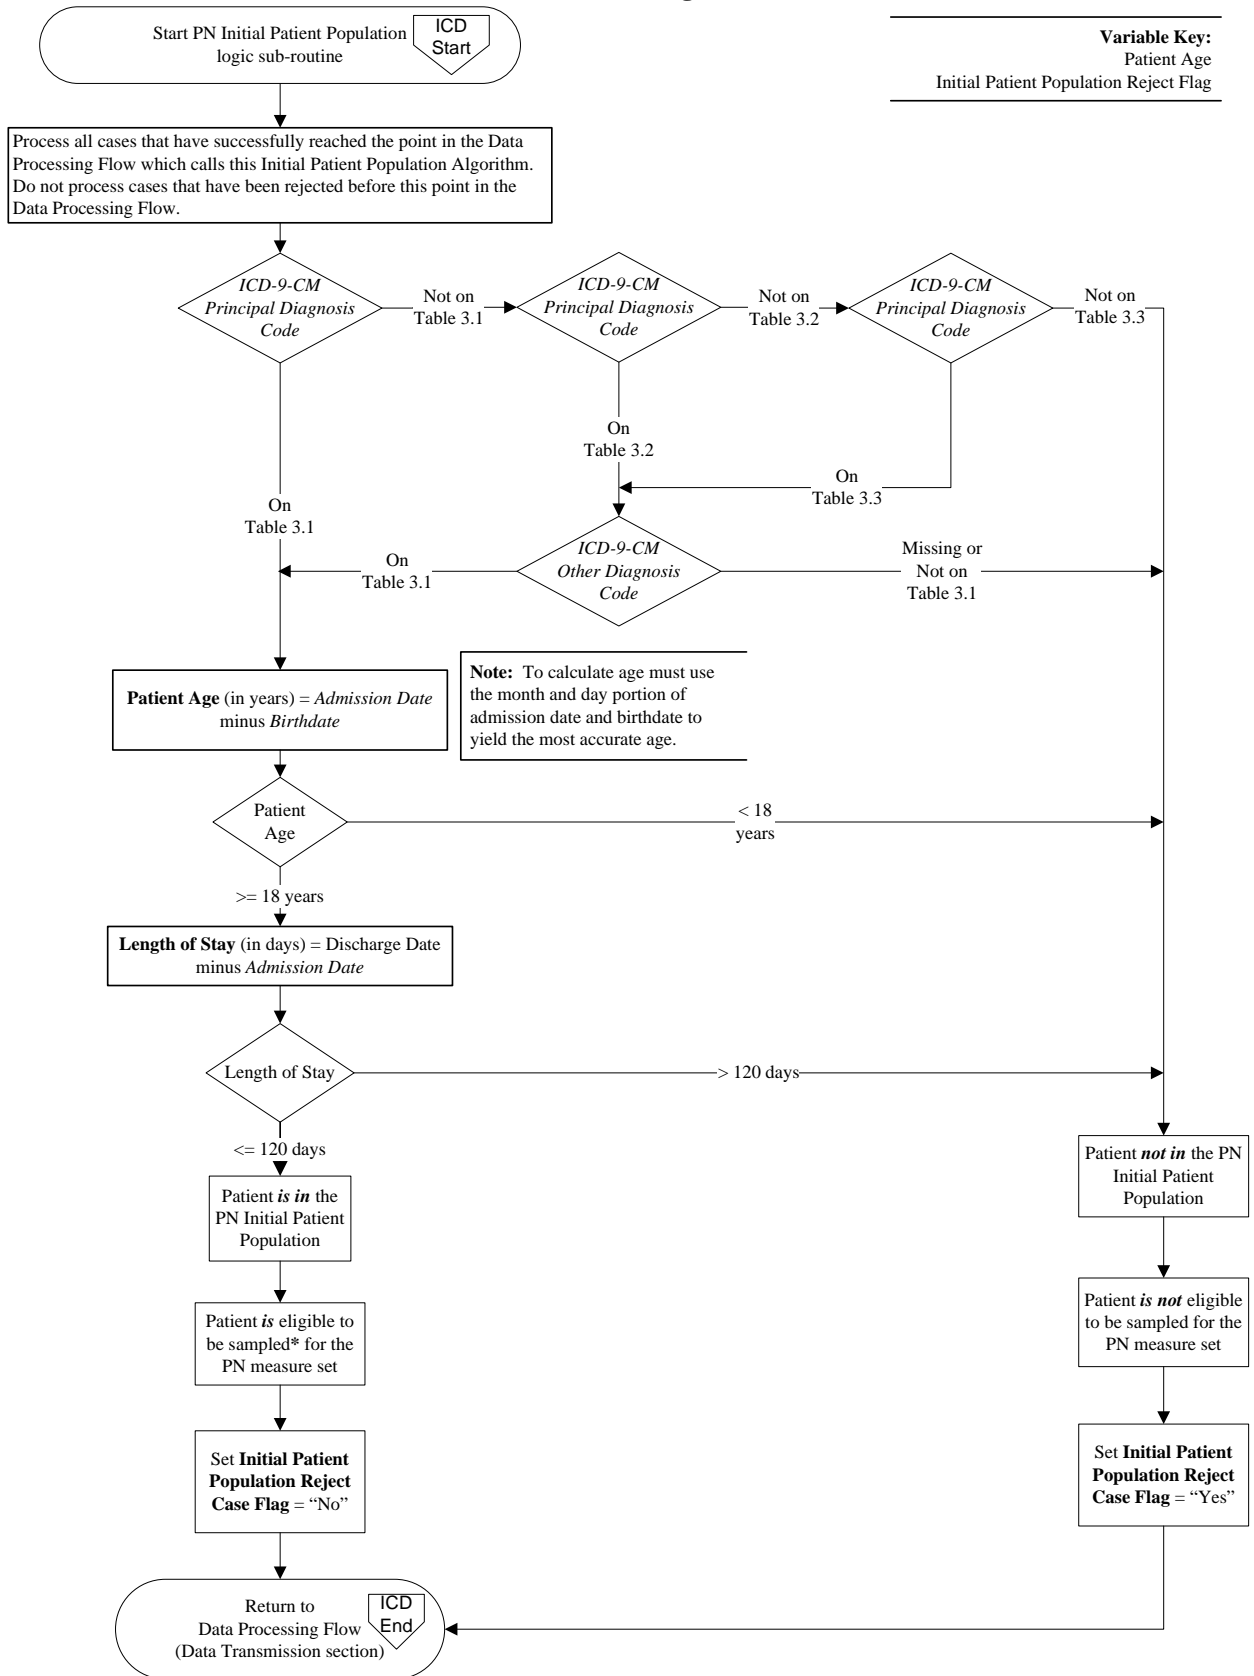 Start PN Initial Patient Population
logic sub-routine
ICD
Start
Variable Key:
Patient Age
Initial Patient Population Reject Flag
Process all cases that have successfully reached the point in the Data
Processing Flow which calls this Initial Patient Population Algorithm.
Do not process cases that have been rejected before this point in the
Data Processing Flow.
ICD-9-CM
Principal Diagnosis
Code
Not on
Table 3.1
ICD-9-CM
Principal Diagnosis
Code
Not on
Table 3.2
ICD-9-CM
Principal Diagnosis
Code
Not on
Table 3.3
On
Table 3.2
On
Table 3.3
On
Table 3.1
On
Table 3.1
ICD-9-CM
Other Diagnosis
Code
Missing or
Not on
Table 3.1
Patient Age (in years) = Admission Date
minus Birthdate
Note: To calculate age must use
the month and day portion of
admission date and birthdate to
yield the most accurate age.
Patient
Age
< 18
years
>= 18 years
Length of Stay (in days) = Discharge Date
minus Admission Date
Length of Stay
> 120 days
<= 120 days
Patient is in the
PN Initial Patient
Population
Patient not in the PN
Initial Patient
Population
Patient is eligible to
be sampled* for the
PN measure set
Patient is not eligible
to be sampled for the
PN measure set
Set Initial Patient
Population Reject
Case Flag = “No”
Set Initial Patient
Population Reject
Case Flag = “Yes”
Return to
Data Processing Flow
(Data Transmission section)
ICD
End